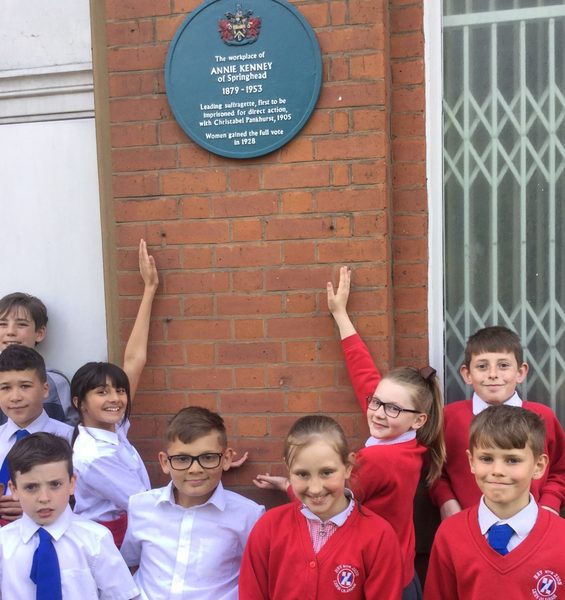 The workplace of
ANNIE KENNEY
of Springhead
1879 - 1953
Leading suffragette, first to be
imprisoned for direct action,
with Christabel Pankhurst, 1905
Women gained the full vote
in 1928